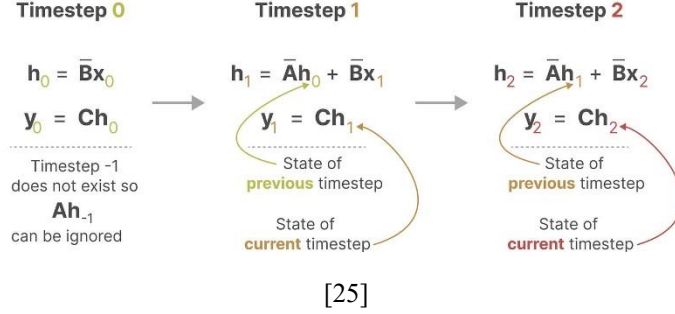 Timestep 0
h₀ = B̅x₀
y₀ = Ch₀
Timestep -1
does not exist so
Ah₋₁
can be ignored
Timestep 1
h₁ = A̅h₀ + B̅x₁
y₁ = Ch₁
State of
previous timestep
State of
current timestep
Timestep 2
h₂ = A̅h₁ + B̅x₂
y₂ = Ch₂
State of
previous timestep
State of
current timestep
[25]